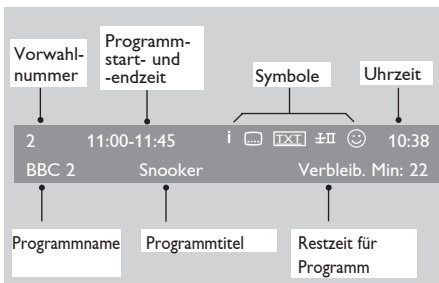 Vorwahl-
nummer
Programm-
start- und
-endzeit
Symbole
Uhrzeit
2 11:00-11:45 i .... TXT ±II 10:38
BBC 2 Snooker Verbleib. Min: 22
Programmname
Programmtitel
Restzeit für
Programm